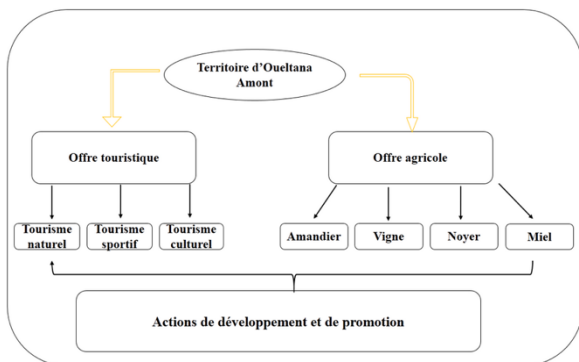 Territoire d'Oueltana
Amont
Offre touristique
Offre agricole
Tourisme
naturel
Tourisme
sportif
Tourisme
culturel
Amandier
Vigne
Noyer
Miel
Actions de développement et de promotion